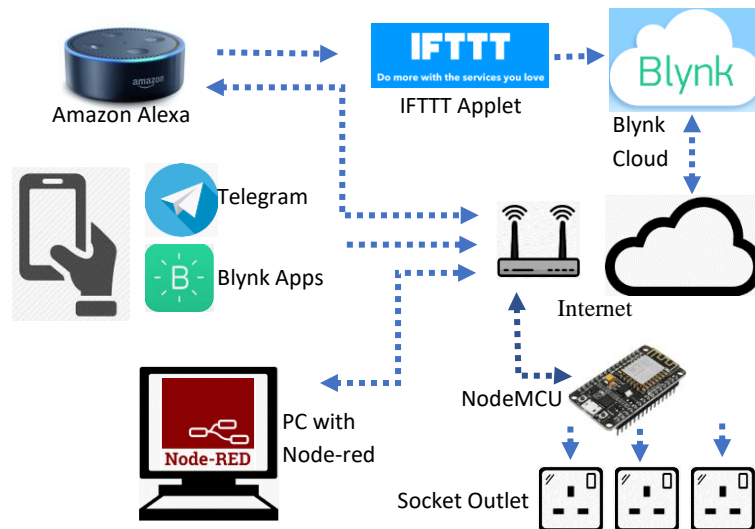 amazon
Amazon Alexa
IFTTT
Do more with the services you love
IFTTT Applet
Blynk
Blynk
Cloud
Telegram
B
Blynk Apps
Internet
NodeMCU
Node-RED
PC with
Node-red
Socket Outlet